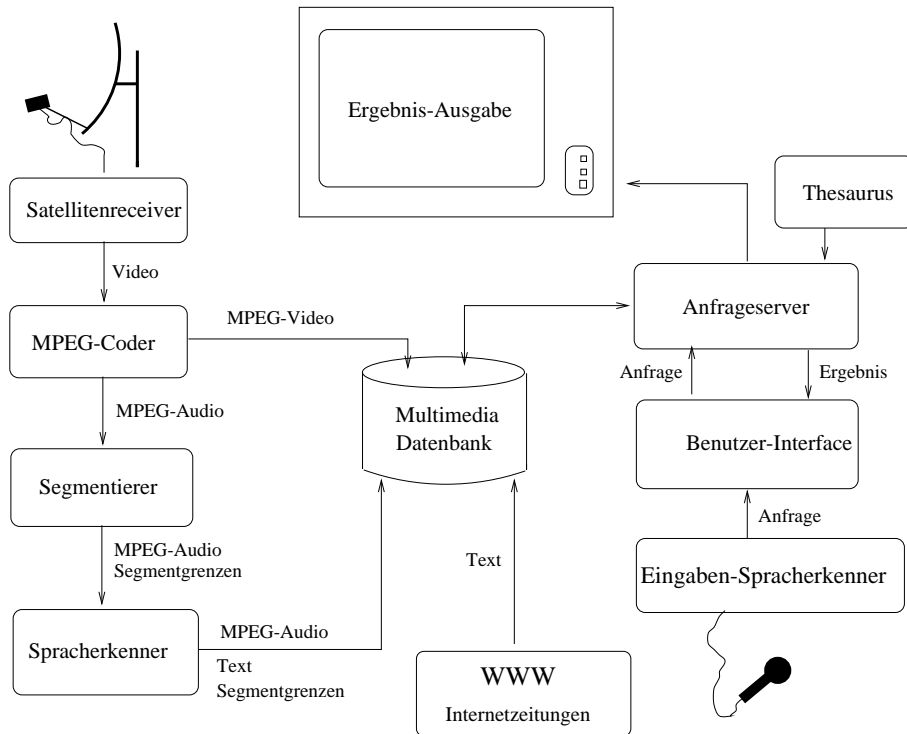 Ergebnis-Ausgabe
Satellitenreceiver
Thesaurus
Video
Anfrageserver
MPEG-Coder
MPEG-Video
Anfrage
Ergebnis
MPEG-Audio
Multimedia
Datenbank
Benutzer-Interface
Segmentierer
Anfrage
MPEG-Audio
Segmentgrenzen
Text
Eingaben-Spracherkenner
Spracherkenner
MPEG-Audio
Text
Segmentgrenzen
WWW
Internetzeitungen